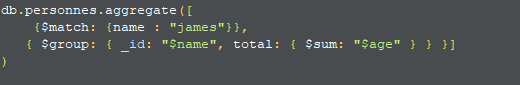 db.personnes.aggregate([
{$match: {name : "james"}},
{ $group: { _id: "$name", total: { $sum: "$age" } } }]
)